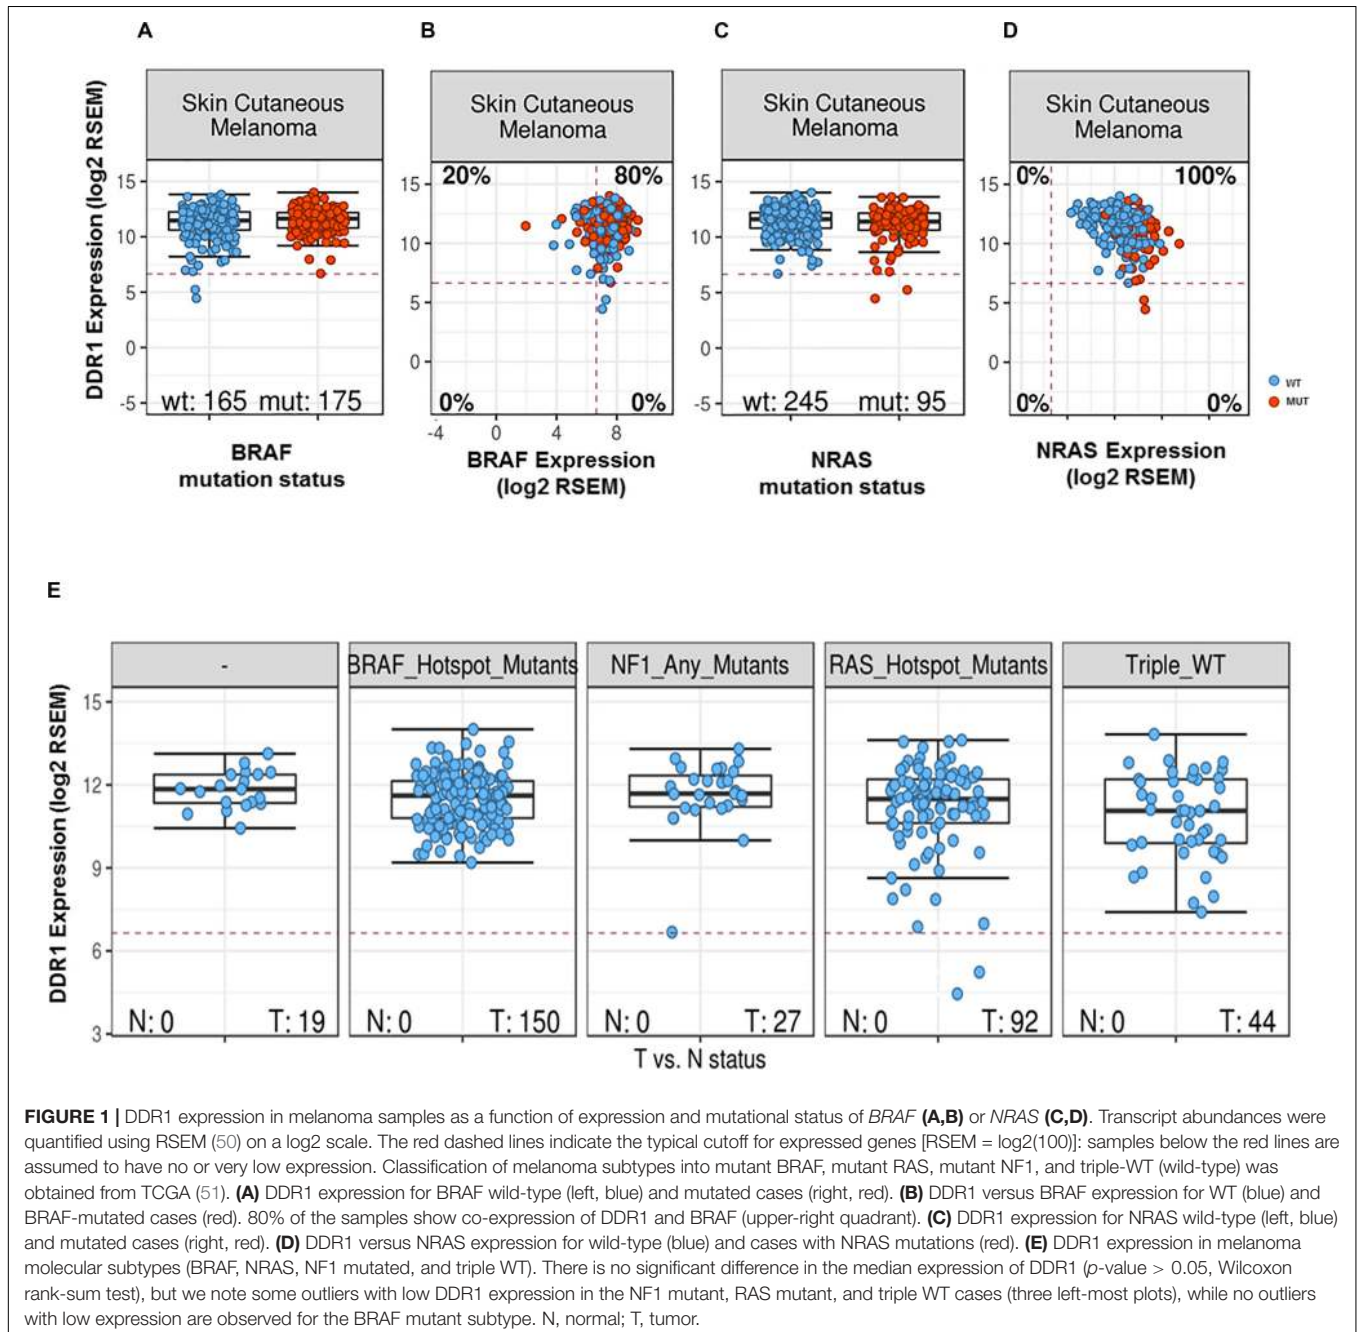 A
B
C
D
Skin Cutaneous
Melanoma
Skin Cutaneous
Melanoma
Skin Cutaneous
Melanoma
Skin Cutaneous
Melanoma
DDR1 Expression (log2 RSEM)
15
10
5
0
-5
wt: 165 mut: 175
BRAF
mutation status
20% 80%
15
10
5
0
0% 0%
-4 0 4 8
BRAF Expression
(log2 RSEM)
15
10
5
0
-5
wt: 245 mut: 95
NRAS
mutation status
0% 100%
15
10
5
0
0% 0%
NRAS Expression
(log2 RSEM)
WT
MUT
E
- BRAF_Hotspot_Mutants NF1_Any_Mutants RAS_Hotspot_Mutants Triple_WT
DDR1 Expression (log2 RSEM)
15
12
9
6
3
N: 0 T: 19 N: 0 T: 150 N: 0 T: 27 N: 0 T: 92 N: 0 T: 44
T vs. N status
FIGURE 1 | DDR1 expression in melanoma samples as a function of expression and mutational status of BRAF (A,B) or NRAS (C,D). Transcript abundances were
quantified using RSEM (50) on a log2 scale. The red dashed lines indicate the typical cutoff for expressed genes [RSEM = log2(100)]: samples below the red lines are
assumed to have no or very low expression. Classification of melanoma subtypes into mutant BRAF, mutant RAS, mutant NF1, and triple-WT (wild-type) was
obtained from TCGA (51). (A) DDR1 expression for BRAF wild-type (left, blue) and mutated cases (right, red). (B) DDR1 versus BRAF expression for WT (blue) and
BRAF-mutated cases (red). 80% of the samples show co-expression of DDR1 and BRAF (upper-right quadrant). (C) DDR1 expression for NRAS wild-type (left, blue)
and mutated cases (right, red). (D) DDR1 versus NRAS expression for wild-type (blue) and cases with NRAS mutations (red). (E) DDR1 expression in melanoma
molecular subtypes (BRAF, NRAS, NF1 mutated, and triple WT). There is no significant difference in the median expression of DDR1 (p-value > 0.05, Wilcoxon
rank-sum test), but we note some outliers with low DDR1 expression in the NF1 mutant, RAS mutant, and triple WT cases (three left-most plots), while no outliers
with low expression are observed for the BRAF mutant subtype. N, normal; T, tumor.